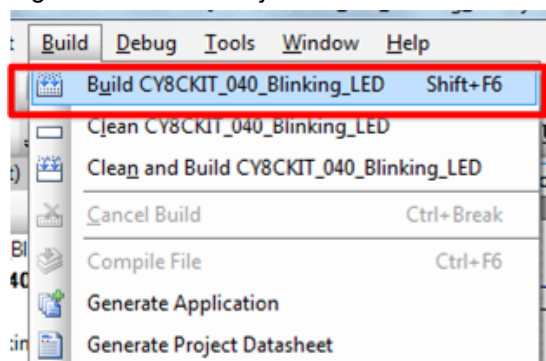 Build Debug Tools Window Help
Build CY8CKIT_040_Blinking_LED Shift+F6
Clean CY8CKIT_040_Blinking_LED
Clean and Build CY8CKIT_040_Blinking_LED
Cancel Build Ctrl+Break
Compile File Ctrl+F6
Generate Application
Generate Project Datasheet